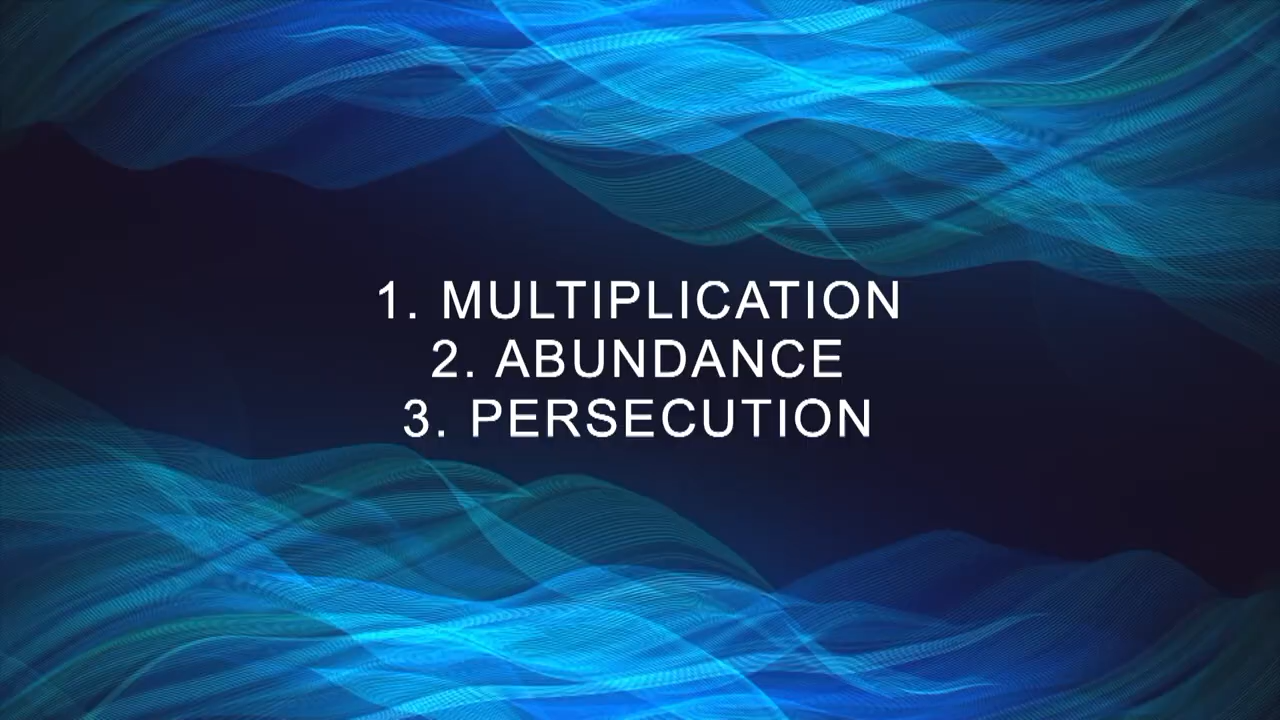 1. MULTIPLICATION
2. ABUNDANCE
3. PERSECUTION